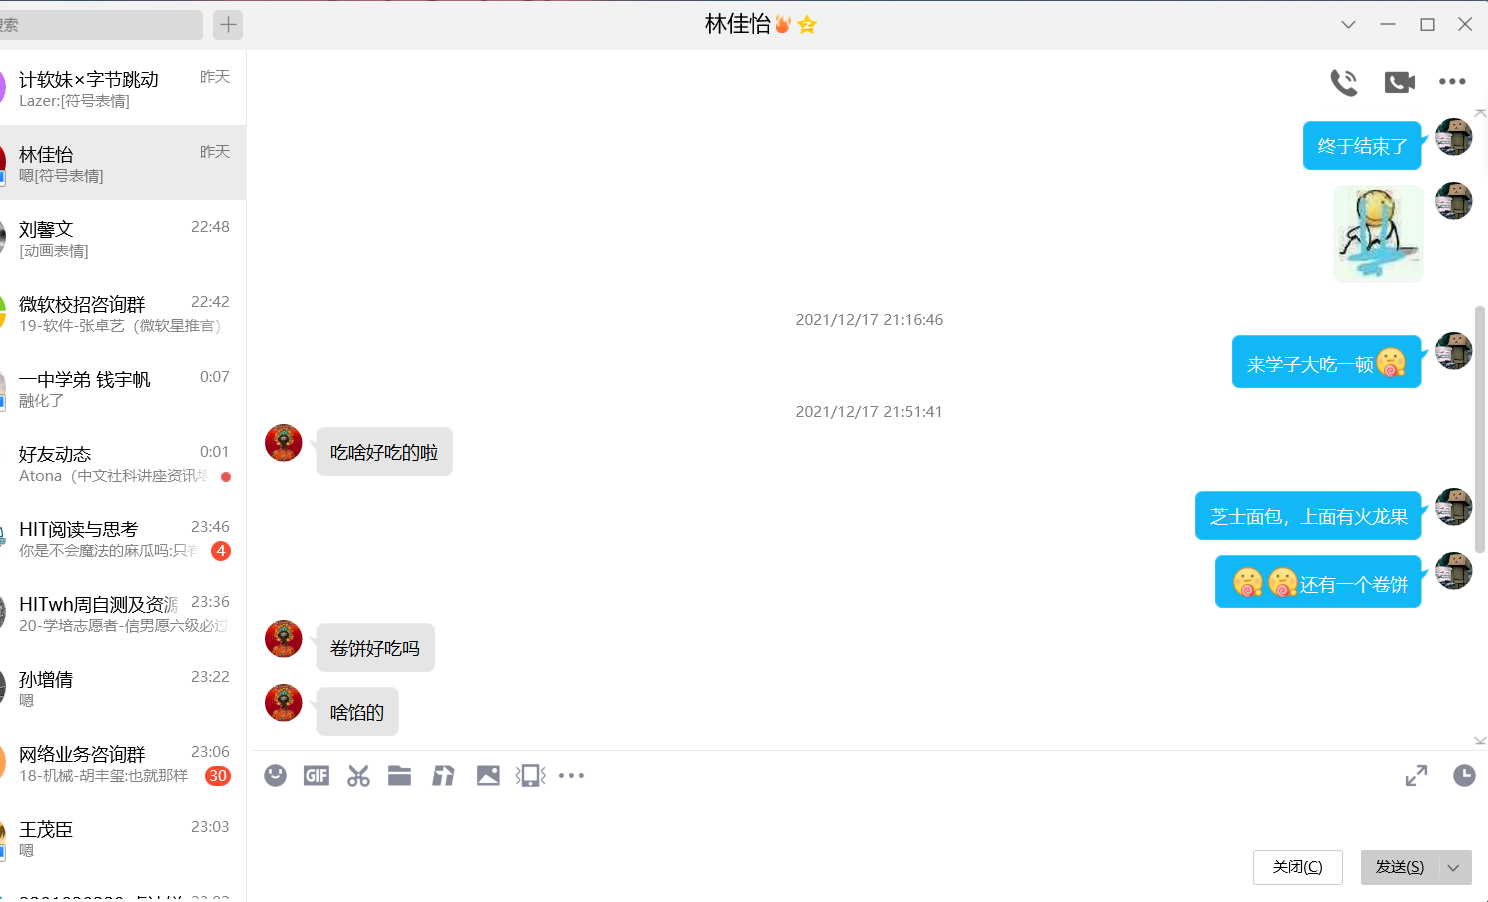 搜索
林佳怡
计软妹×字节跳动
昨天
Lazer:[符号表情]
林佳怡
昨天
嗯[符号表情]
刘馨文
22:48
[动画表情]
微软校招咨询群
22:42
19-软件-张卓艺（微软星推官）
一中学弟 钱宇帆
0:07
融化了
好友动态
0:01
Atona（中文社科讲座资讯
HIT阅读与思考
23:46
你是不会魔法的麻瓜吗:只有
4
HITwh周自测及资源
23:36
20-学培志愿者-信男愿六级必过
孙增倩
23:22
嗯
网络业务咨询群
23:06
18-机械-胡丰玺:也就那样
30
王茂臣
23:03
嗯
终于结束了
2021/12/17 21:16:46
来学子大吃一顿
2021/12/17 21:51:41
吃啥好吃的啦
芝士面包，上面有火龙果
还有一个卷饼
卷饼好吃吗
啥馅的
GIF
关闭(C)
发送(S)